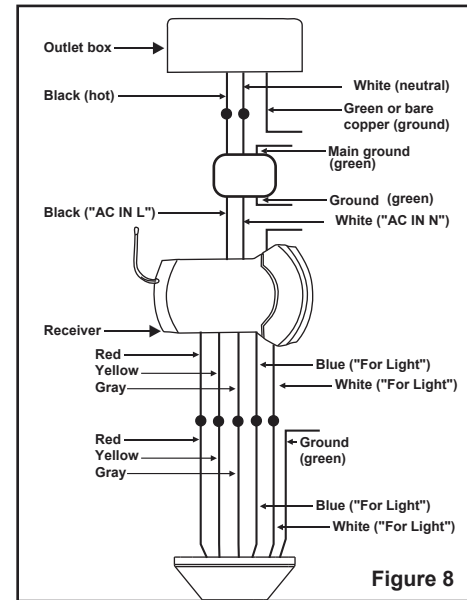 Outlet box
White (neutral)
Black (hot)
Green or bare
copper (ground)
Main ground
(green)
Ground (green)
Black ("AC IN L")
White ("AC IN N")
Receiver
Red
Blue ("For Light")
Yellow
White ("For Light")
Gray
Red
Ground
(green)
Yellow
Gray
Blue ("For Light")
White ("For Light")
Figure 8